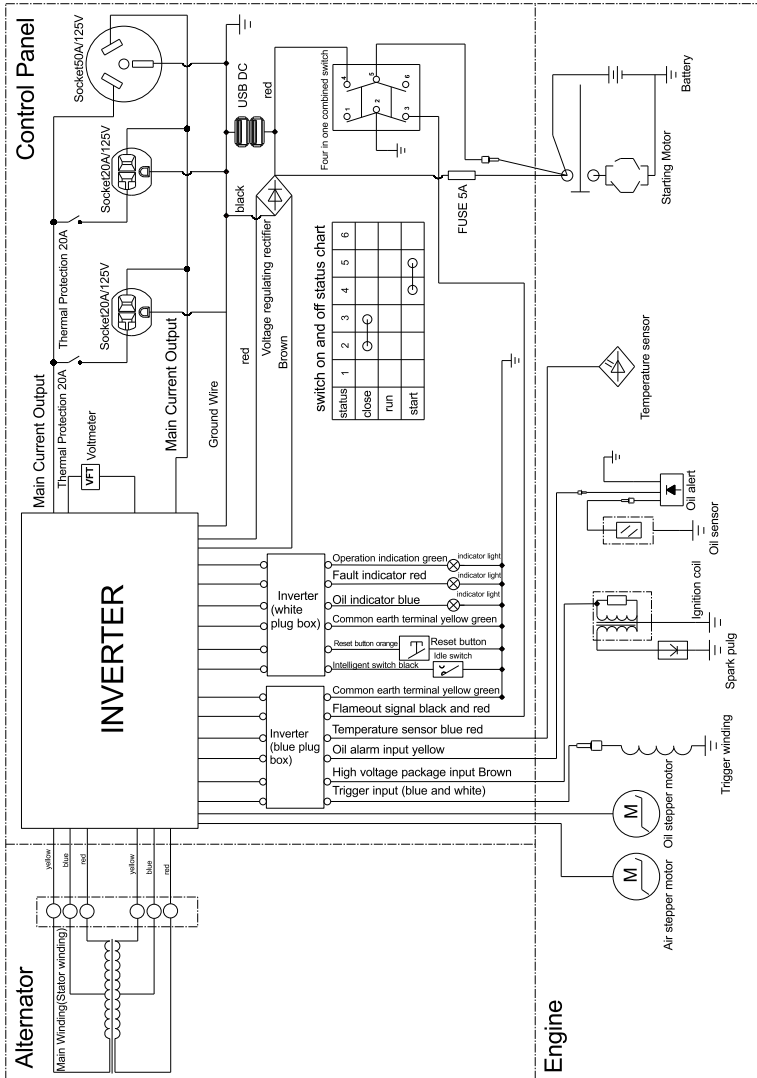 Control Panel
Socket50A/125V
Socket20A/125V
Socket20A/125V
Thermal Protection 20A
Thermal Protection 20A
Main Current Output
Main Current Output
VFT
Voltmeter
Ground Wire
USB DC
red
black
red
Voltage regulating rectifier
Brown
Four in one combined switch
1
2
3
4
5
6
FUSE 5A
switch on and off status chart
status 1 2 3 4 5 6
close
run
start
INVERTER
Inverter
(white
plug box)
Operation indication green
indicator light
Fault indicator red
indicator light
Oil indicator blue
indicator light
Common earth terminal yellow green
Reset button orange
Reset button
Intelligent switch black
Idle switch
Inverter
(blue plug
box)
Common earth terminal yellow green
Flameout signal black and red
Temperature sensor blue red
Oil alarm input yellow
High voltage package input Brown
Trigger input (blue and white)
Alternator
Main Winding(Stator winding)
yellow
blue
red
yellow
blue
red
Engine
Battery
Starting Motor
Temperature sensor
Oil alert
Oil sensor
Ignition coil
Spark pulg
Trigger winding
M
Oil stepper motor
M
Air stepper motor